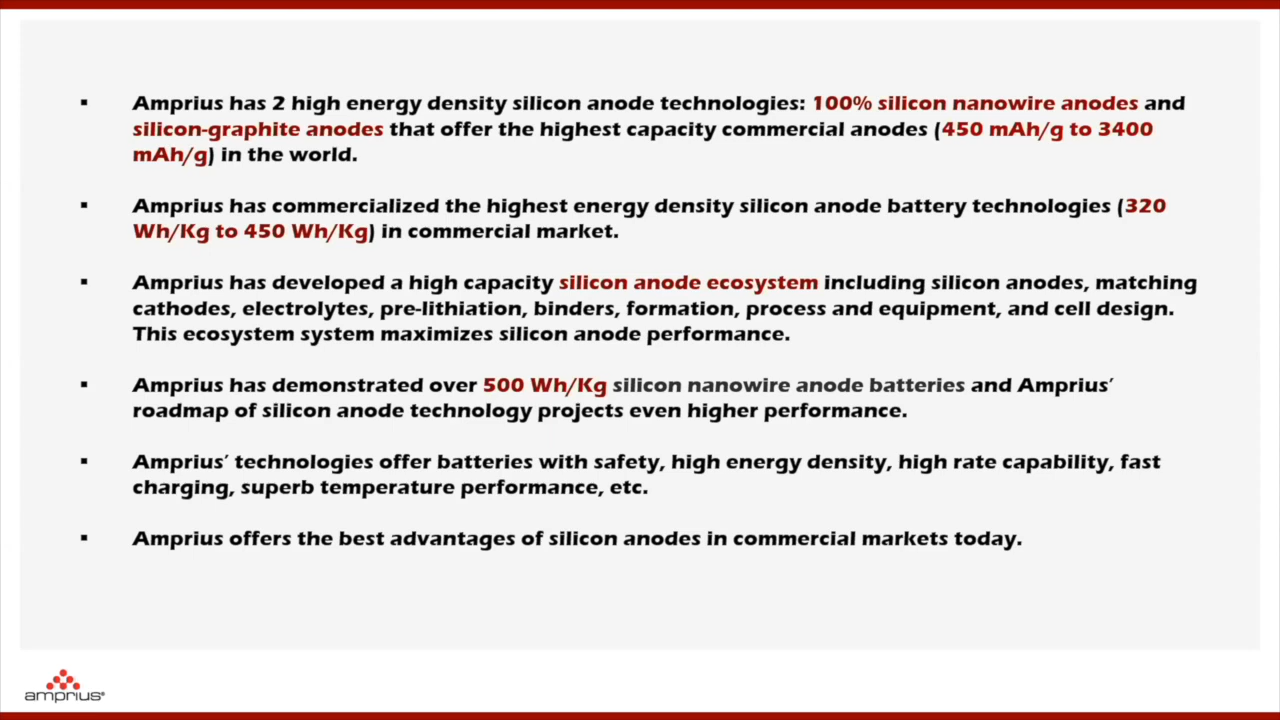 ▪ Amprius has 2 high energy density silicon anode technologies: 100% silicon nanowire anodes and
silicon-graphite anodes that offer the highest capacity commercial anodes (450 mAh/g to 3400
mAh/g) in the world.
▪ Amprius has commercialized the highest energy density silicon anode battery technologies (320
Wh/Kg to 450 Wh/Kg) in commercial market.
▪ Amprius has developed a high capacity silicon anode ecosystem including silicon anodes, matching
cathodes, electrolytes, pre-lithiation, binders, formation, process and equipment, and cell design.
This ecosystem system maximizes silicon anode performance.
▪ Amprius has demonstrated over 500 Wh/Kg silicon nanowire anode batteries and Amprius’
roadmap of silicon anode technology projects even higher performance.
▪ Amprius’ technologies offer batteries with safety, high energy density, high rate capability, fast
charging, superb temperature performance, etc.
▪ Amprius offers the best advantages of silicon anodes in commercial markets today.
amprius®